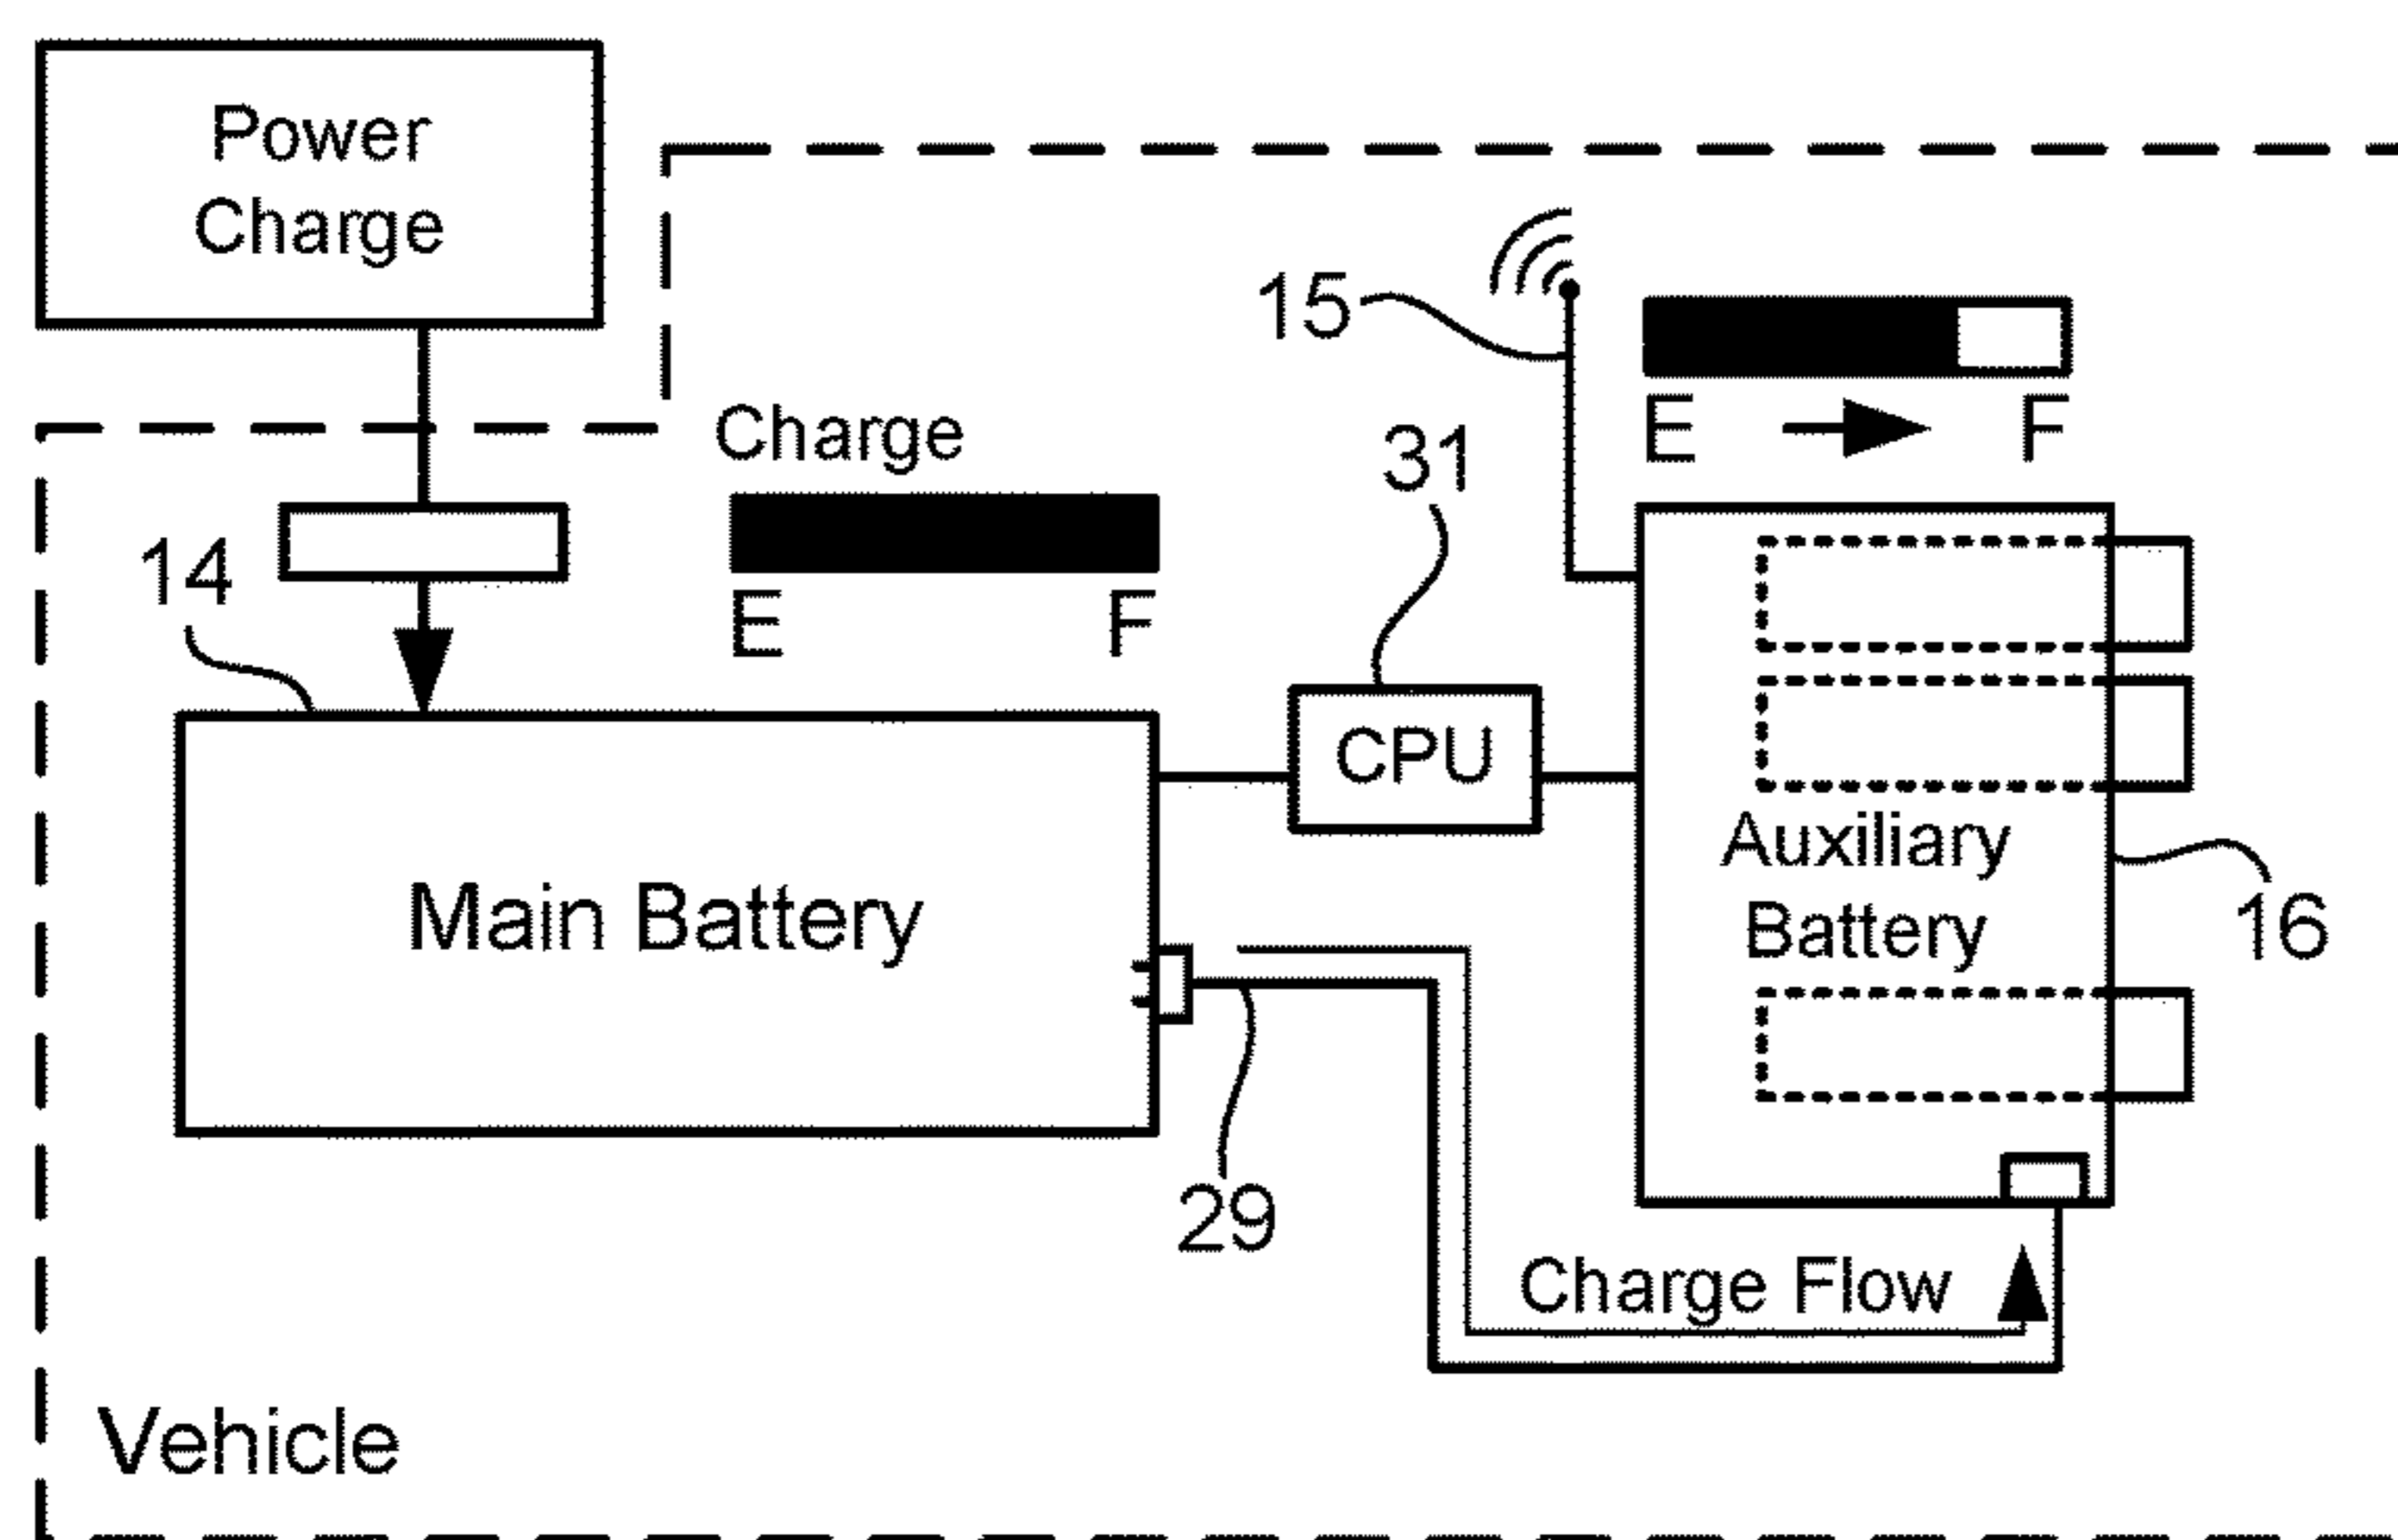 Power
Charge
15
E
F
Charge
31
14
E
F
CPU
Auxiliary
Battery
Main Battery
16
29
Charge Flow
Vehicle